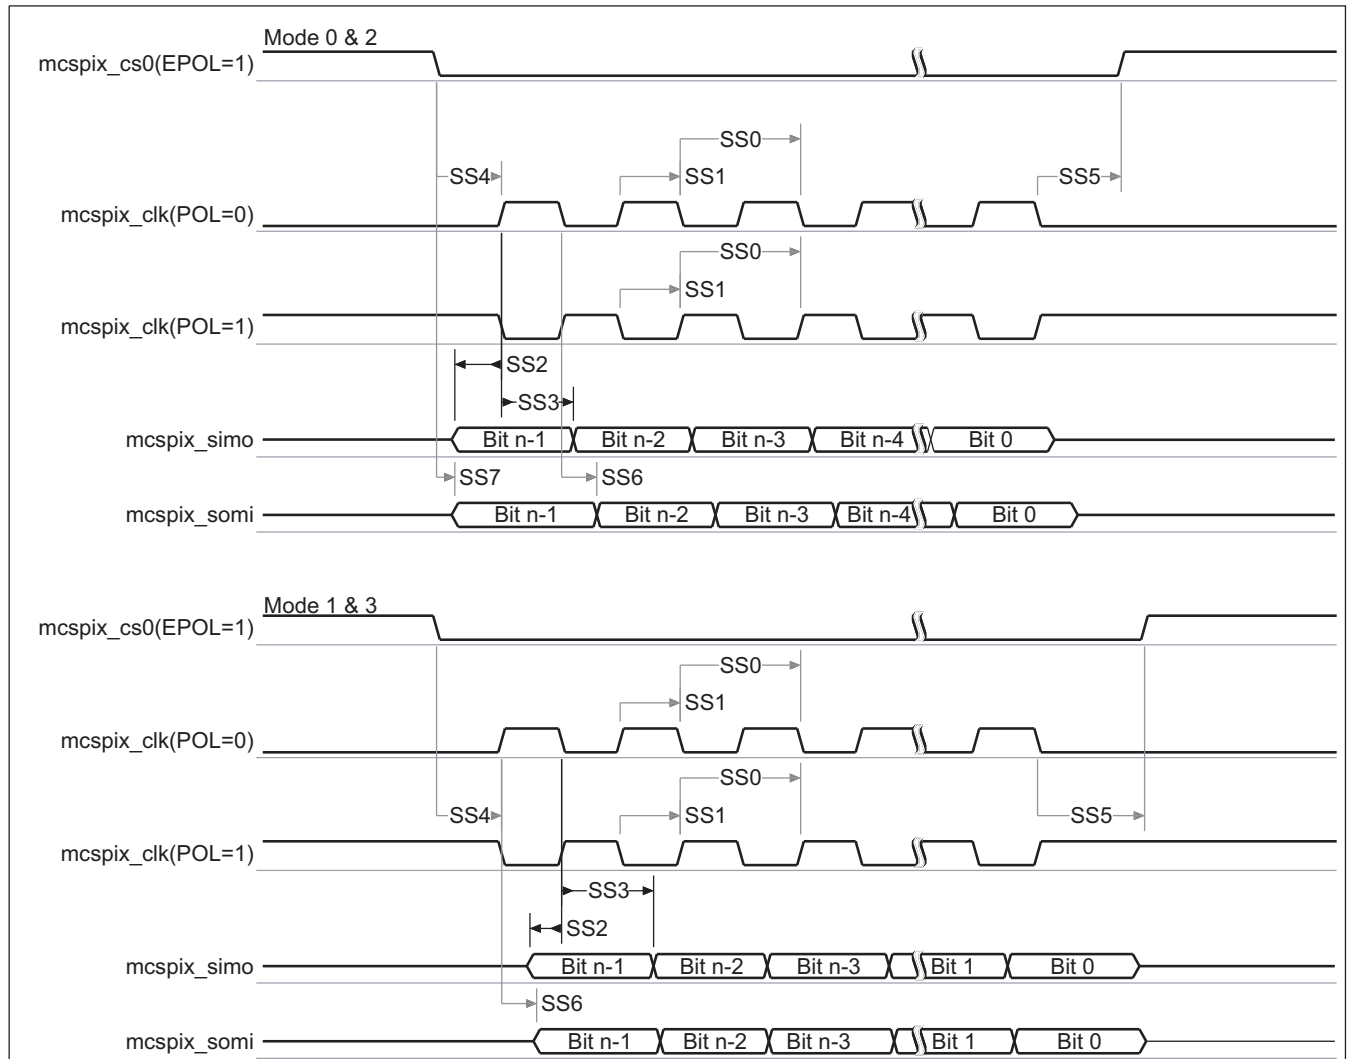 Mode 0 & 2
mcspix_cs0(EPOL=1)
SS0
SS4 SS1 SS5
mcspix_clk(POL=0)
SS0
SS1
mcspix_clk(POL=1)
SS2
SS3
mcspix_simo Bit n-1 Bit n-2 Bit n-3 Bit n-4 Bit 0
SS7 SS6
mcspix_somi Bit n-1 Bit n-2 Bit n-3 Bit n-4 Bit 0
Mode 1 & 3
mcspix_cs0(EPOL=1)
SS0
SS1
mcspix_clk(POL=0)
SS0
SS4 SS1 SS5
mcspix_clk(POL=1)
SS3
SS2
mcspix_simo Bit n-1 Bit n-2 Bit n-3 Bit 1 Bit 0
SS6
mcspix_somi Bit n-1 Bit n-2 Bit n-3 Bit 1 Bit 0